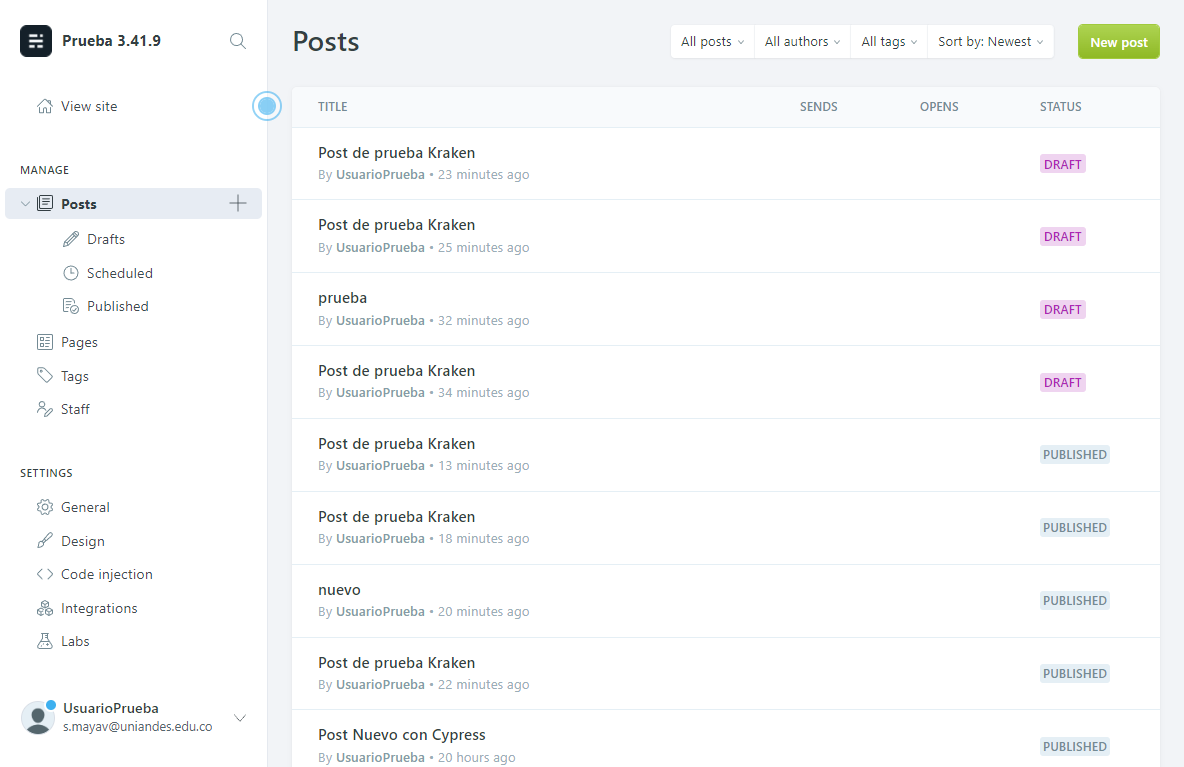 Prueba 3.41.9
View site
MANAGE
Posts
Drafts
Scheduled
Published
Pages
Tags
Staff
SETTINGS
General
Design
Code injection
Integrations
Labs
UsuarioPrueba
s.mayav@uniandes.edu.co
Posts
All posts All authors All tags Sort by: Newest
New post
TITLE SENDS OPENS STATUS
Post de prueba Kraken
By UsuarioPrueba • 23 minutes ago
DRAFT
Post de prueba Kraken
By UsuarioPrueba • 25 minutes ago
DRAFT
prueba
By UsuarioPrueba • 32 minutes ago
DRAFT
Post de prueba Kraken
By UsuarioPrueba • 34 minutes ago
DRAFT
Post de prueba Kraken
By UsuarioPrueba • 13 minutes ago
PUBLISHED
Post de prueba Kraken
By UsuarioPrueba • 18 minutes ago
PUBLISHED
nuevo
By UsuarioPrueba • 20 minutes ago
PUBLISHED
Post de prueba Kraken
By UsuarioPrueba • 22 minutes ago
PUBLISHED
Post Nuevo con Cypress
By UsuarioPrueba • 20 hours ago
PUBLISHED